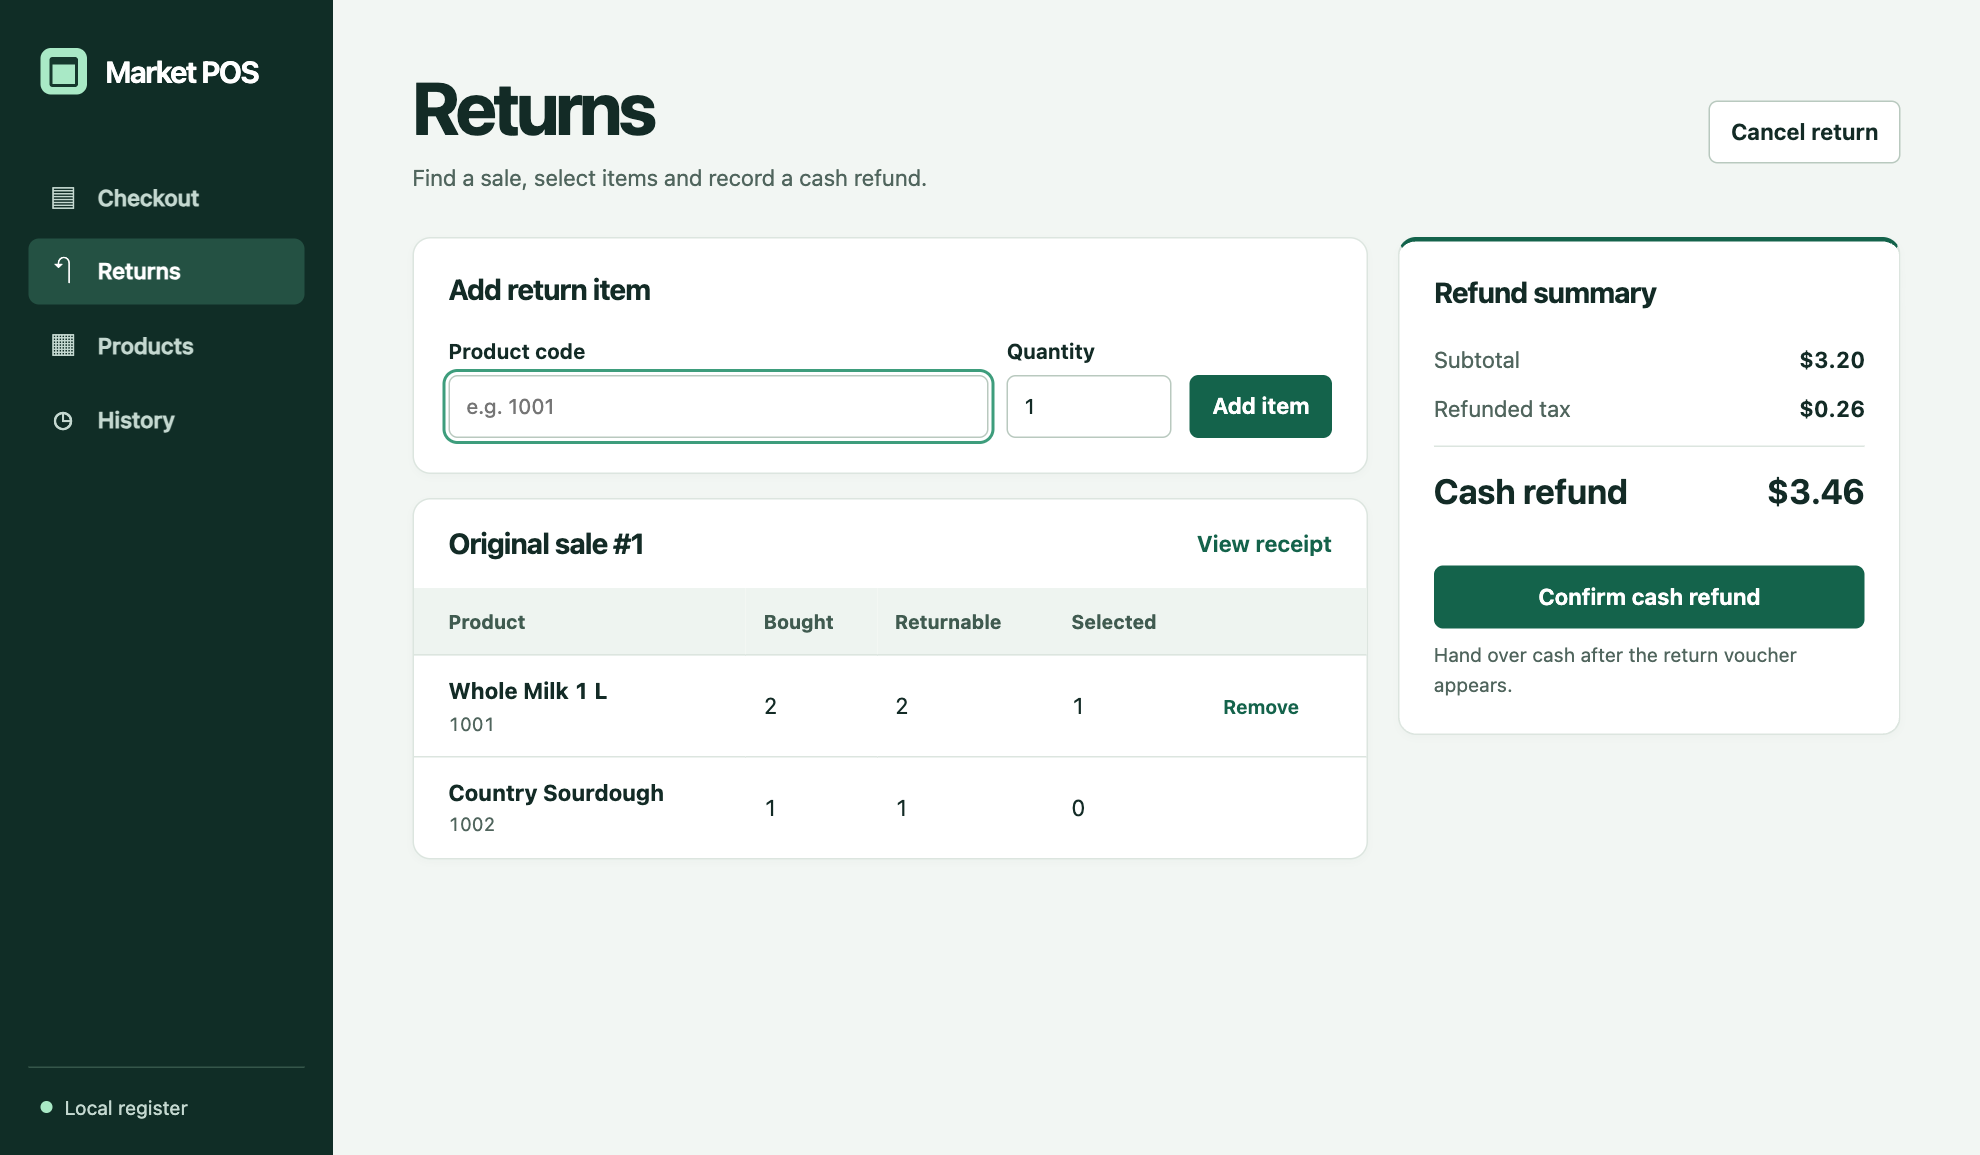 Market POS
Checkout
Returns
Products
History
Local register
Returns
Find a sale, select items and record a cash refund.
Cancel return
Add return item
Product code
Quantity
e.g. 1001
1
Add item
Original sale #1
View receipt
Product Bought Returnable Selected
Whole Milk 1 L
1001
2 2 1 Remove
Country Sourdough
1002
1 1 0
Refund summary
Subtotal $3.20
Refunded tax $0.26
Cash refund $3.46
Confirm cash refund
Hand over cash after the return voucher
appears.